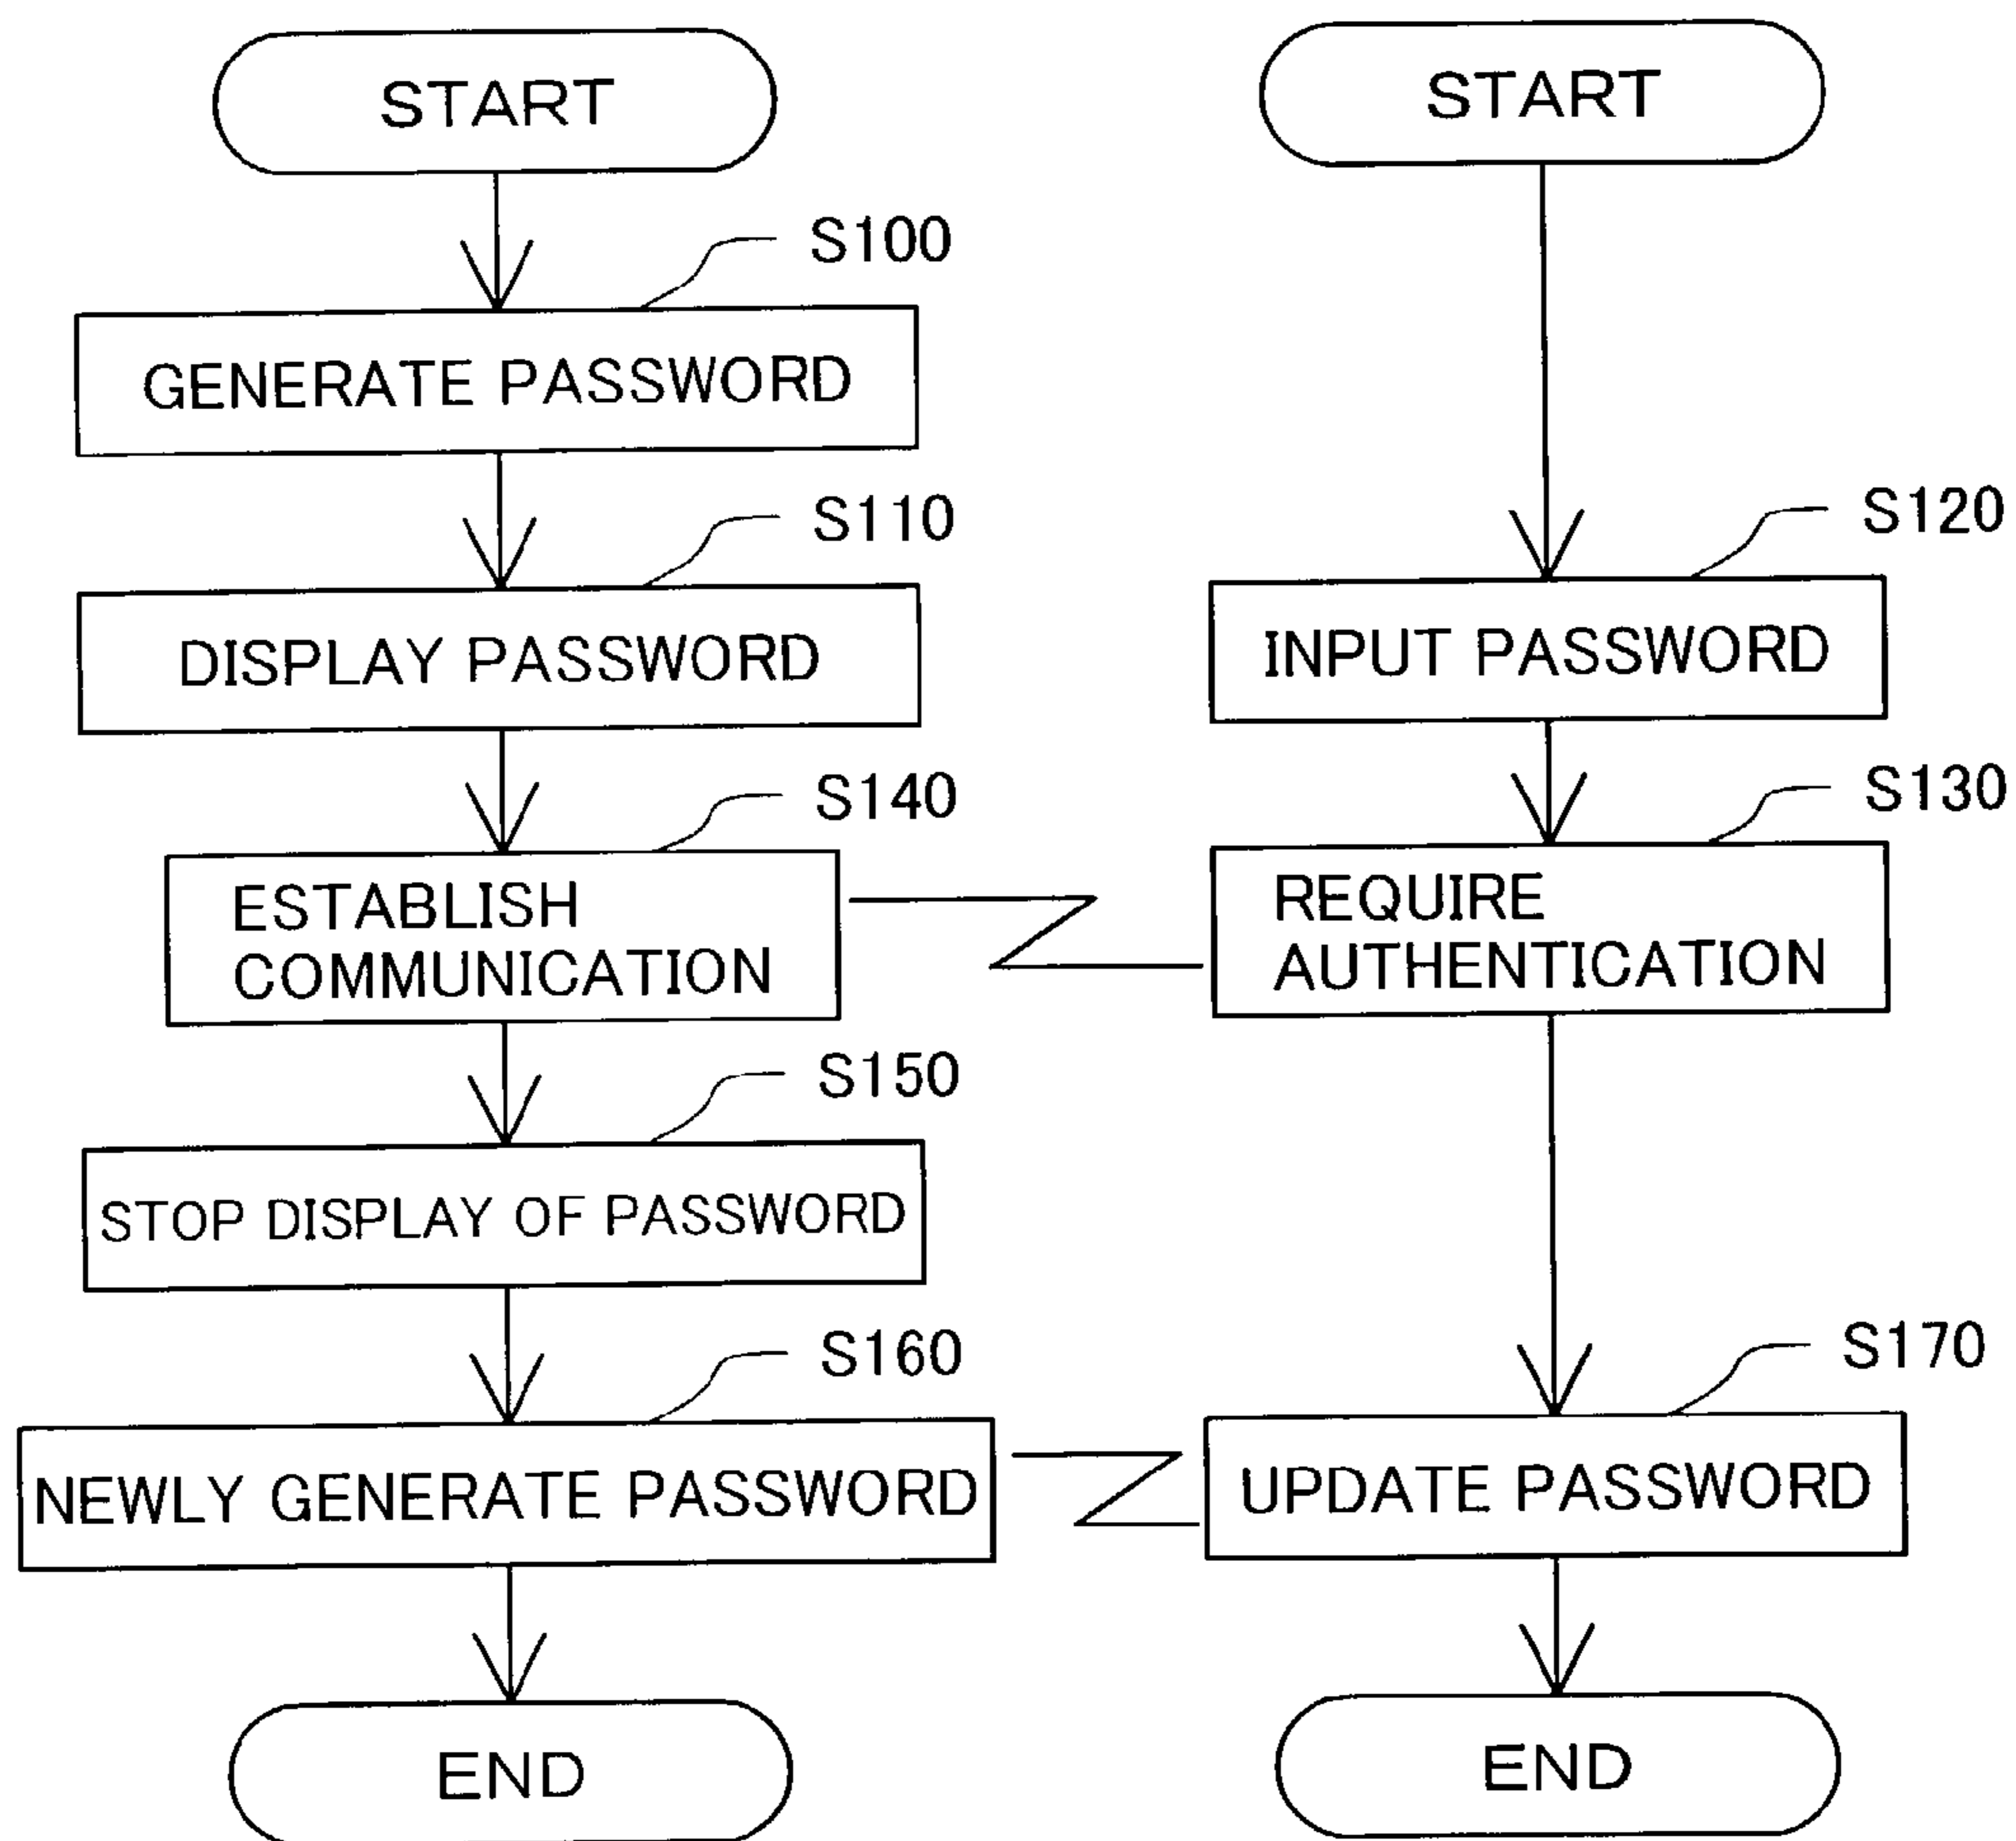 START
S100
GENERATE PASSWORD
S110
DISPLAY PASSWORD
S140
ESTABLISH
COMMUNICATION
S150
STOP DISPLAY OF PASSWORD
S160
NEWLY GENERATE PASSWORD
END
START
S120
INPUT PASSWORD
S130
REQUIRE
AUTHENTICATION
S170
UPDATE PASSWORD
END